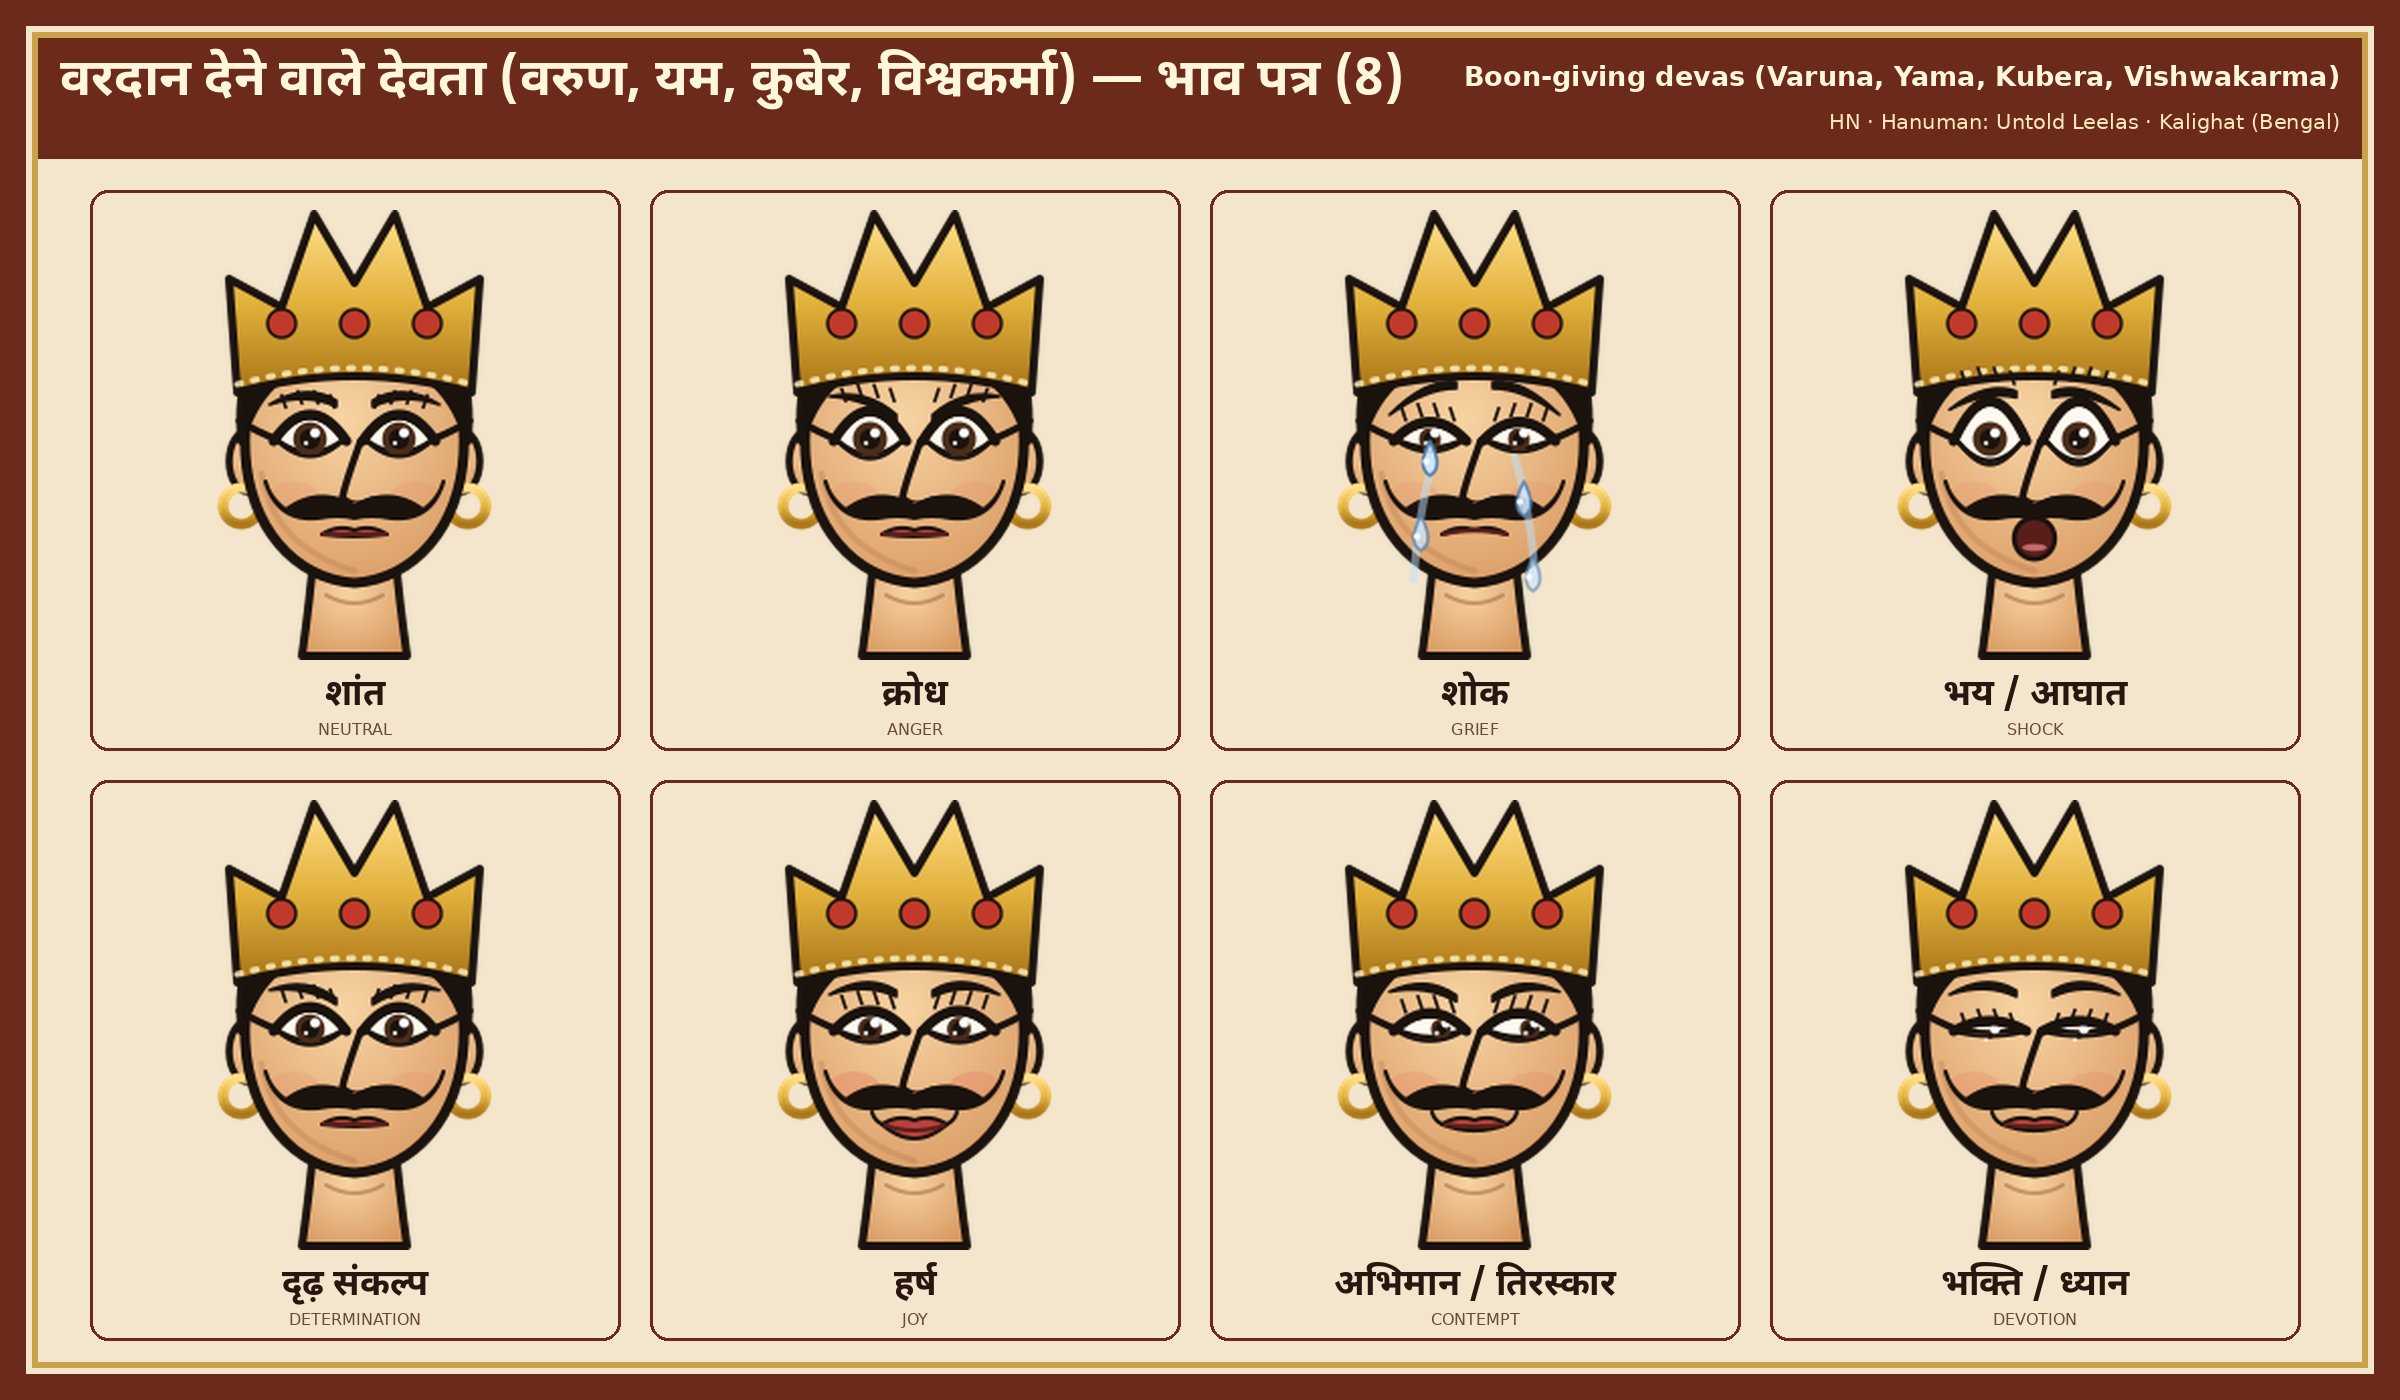 वरदान देने वाले देवता (वरुण, यम, कुबेर, विश्वकर्मा) — भाव पत्र (8)
Boon-giving devas (Varuna, Yama, Kubera, Vishwakarma)
HN · Hanuman: Untold Leelas · Kalighat (Bengal)
शांत
NEUTRAL
क्रोध
ANGER
शोक
GRIEF
भय / आघात
SHOCK
दृढ़ संकल्प
DETERMINATION
हर्ष
JOY
अभिमान / तिरस्कार
CONTEMPT
भक्ति / ध्यान
DEVOTION